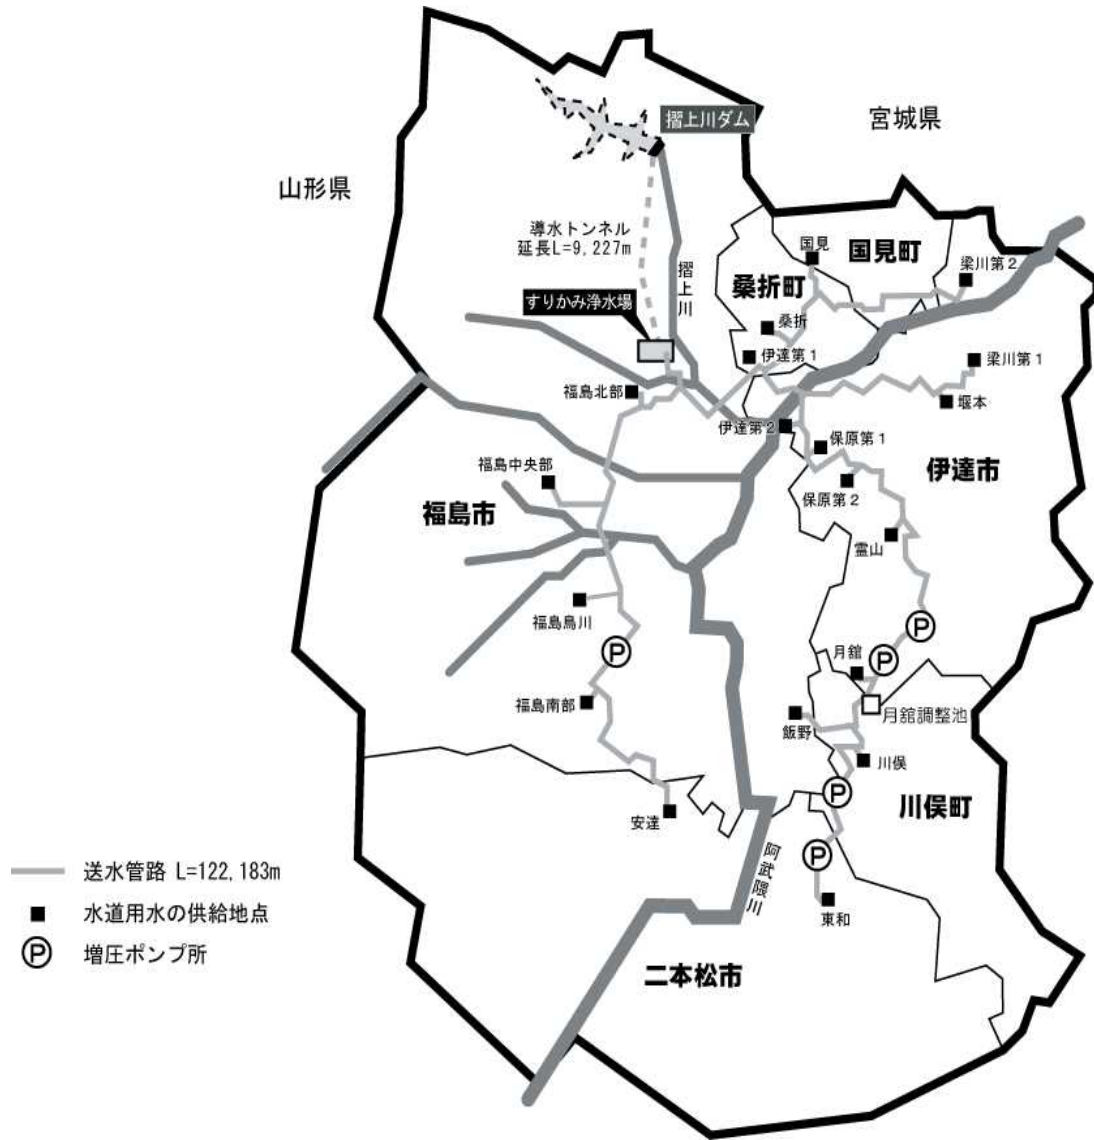 摺上川ダム
宮城県
山形県
導水トンネル
延長L=9,227m
摺上川
国見
国見町
梁川第2
桑折町
すりかみ浄水場
桑折
伊達第1
梁川第1
福島北部
堰本
伊達第2
保原第1
福島中央部
伊達市
保原第2
福島市
霊山
福島鳥川
P
月舘
P
P
福島南部
月舘調整池
飯野
川俣
P
川俣町
安達
阿武隈川
P
送水管路 L=122,183m
水道用水の供給地点
東和
P
増圧ポンプ所
二本松市